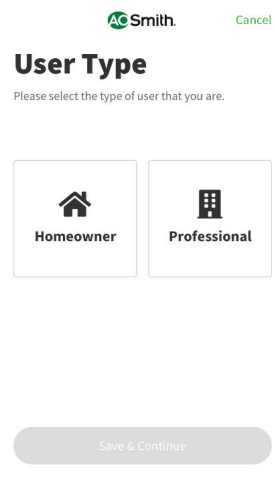 AO Smith.
Cancel
User Type
Please select the type of user that you are.
Homeowner
Professional
Save & Continue